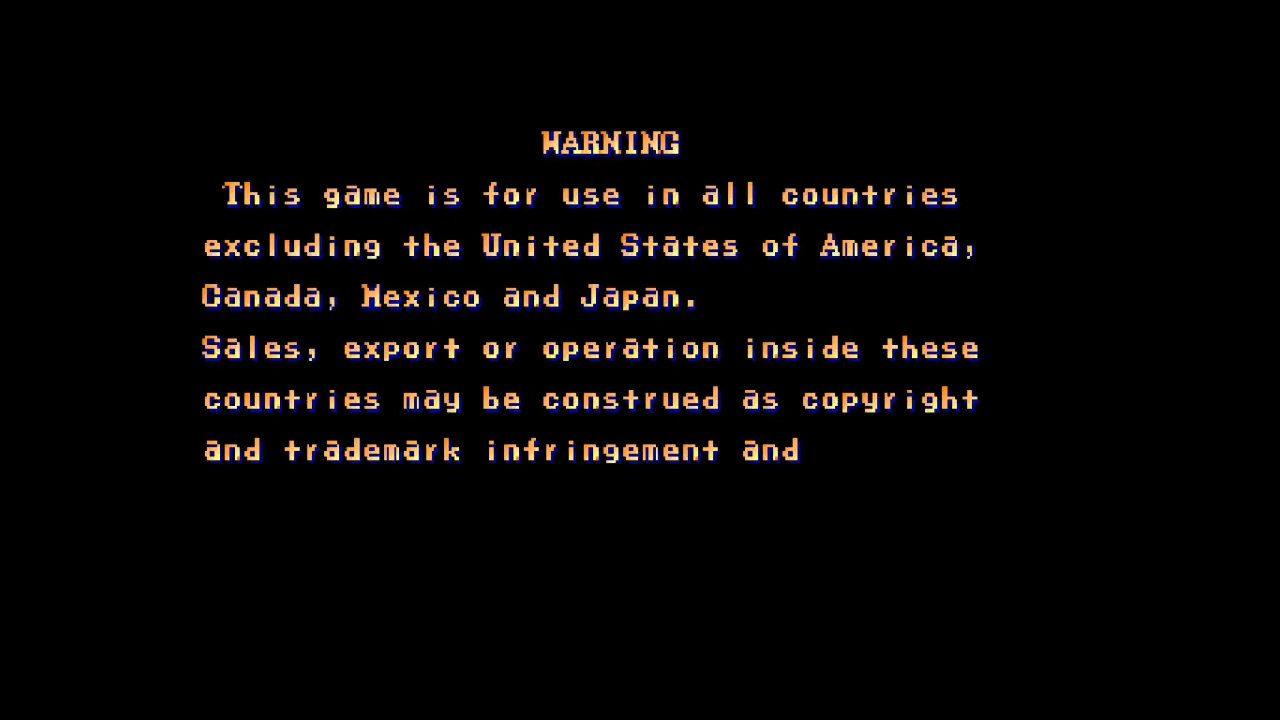 WARNING
This game is for use in all countries
excluding the United States of America,
Canada, Mexico and Japan.
Sales, export or operation inside these
countries may be construed as copyright
and trademark infringement and